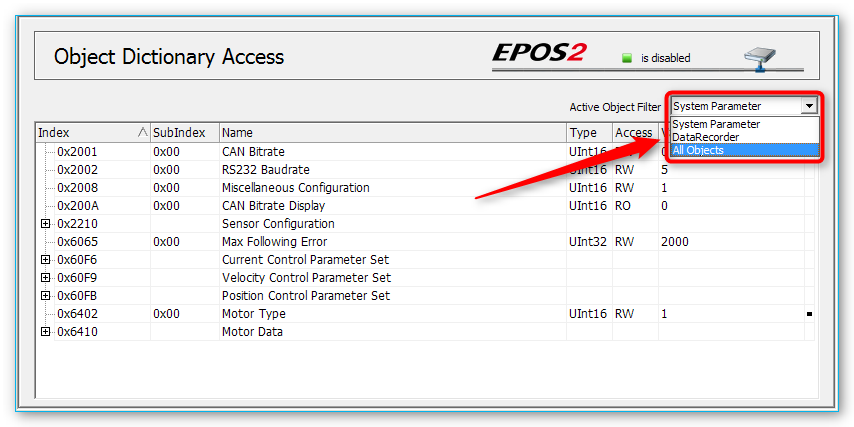 Object Dictionary Access
EPOS2
is disabled
Active Object Filter
System Parameter
System Parameter
DataRecorder
All Objects
Index SubIndex Name Type Access
0x2001 0x00 CAN Bitrate UInt16
0x2002 0x00 RS232 Baudrate UInt16 RW 5
0x2008 0x00 Miscellaneous Configuration UInt16 RW 1
0x200A 0x00 CAN Bitrate Display UInt16 RO 0
0x2210 Sensor Configuration
0x6065 0x00 Max Following Error UInt32 RW 2000
0x60F6 Current Control Parameter Set
0x60F9 Velocity Control Parameter Set
0x60FB Position Control Parameter Set
0x6402 0x00 Motor Type UInt16 RW 1
0x6410 Motor Data